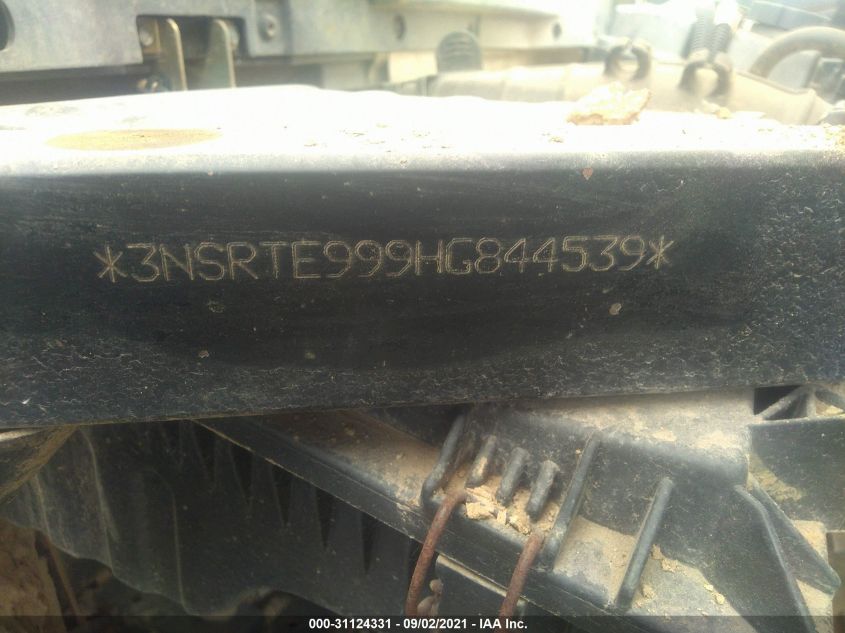 *3NSRTE999HG844539*
000-31124331 - 09/02/2021 - IAA Inc.